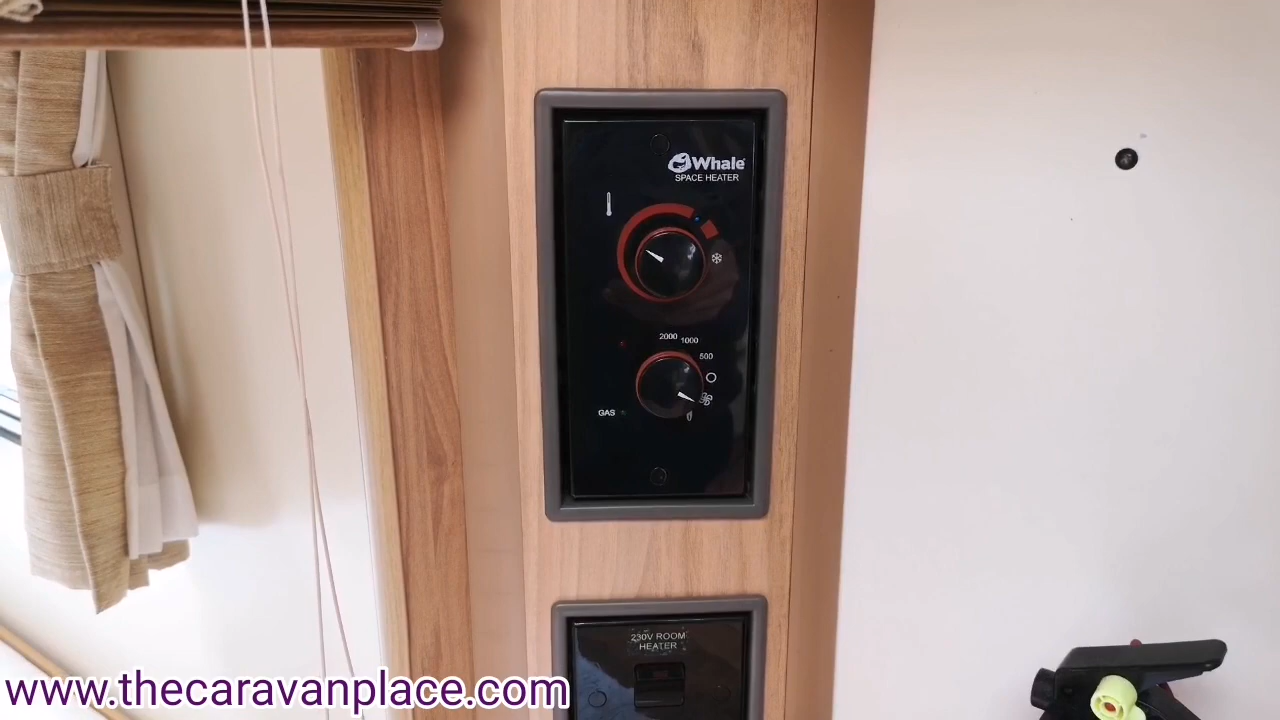 Whale
SPACE HEATER
2000
1000
500
GAS
230V ROOM
HEATER
www.thecaravanplace.com